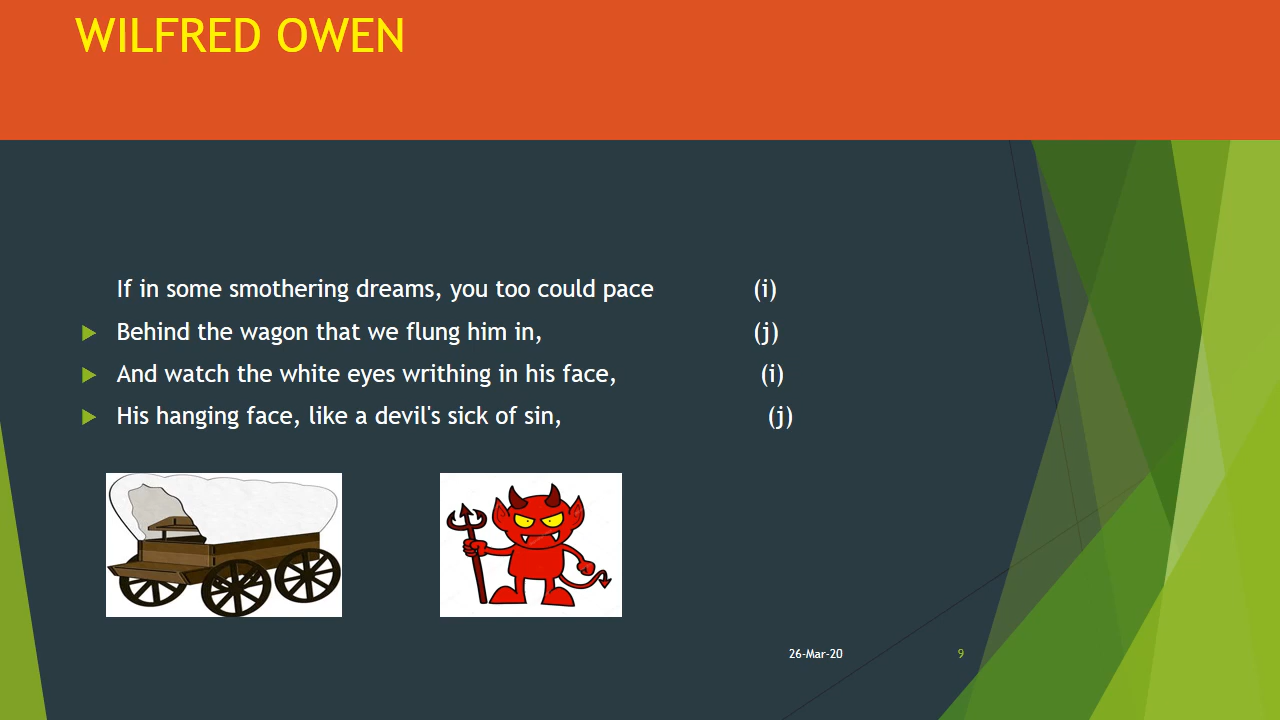 WILFRED OWEN
If in some smothering dreams, you too could pace (i)
Behind the wagon that we flung him in, (j)
And watch the white eyes writhing in his face, (i)
His hanging face, like a devil's sick of sin, (j)
26-Mar-20 9